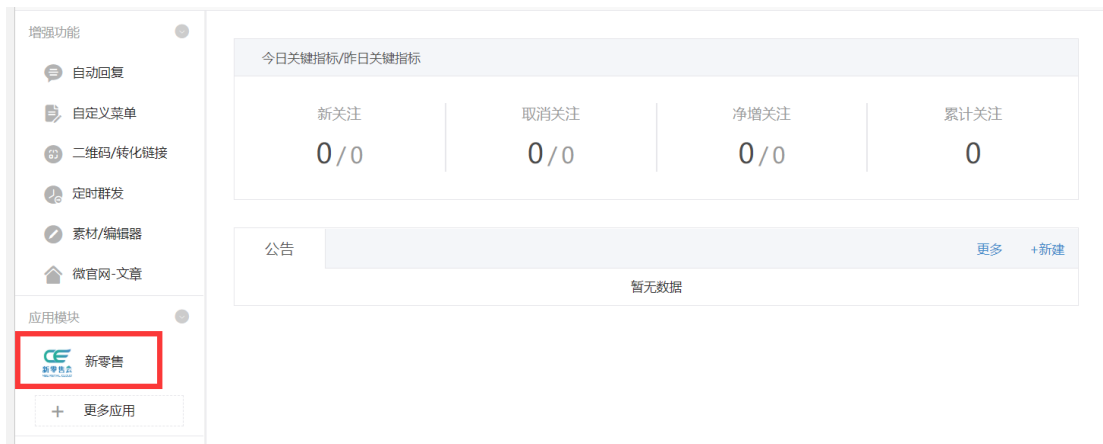 增强功能
自动回复
自定义菜单
二维码/转化链接
定时群发
素材/编辑器
微官网-文章
应用模块
新零售
新零售云
+ 更多应用
今日关键指标/昨日关键指标
新关注 取消关注 净增关注 累计关注
0/0 0/0 0/0 0
公告 更多 +新建
暂无数据